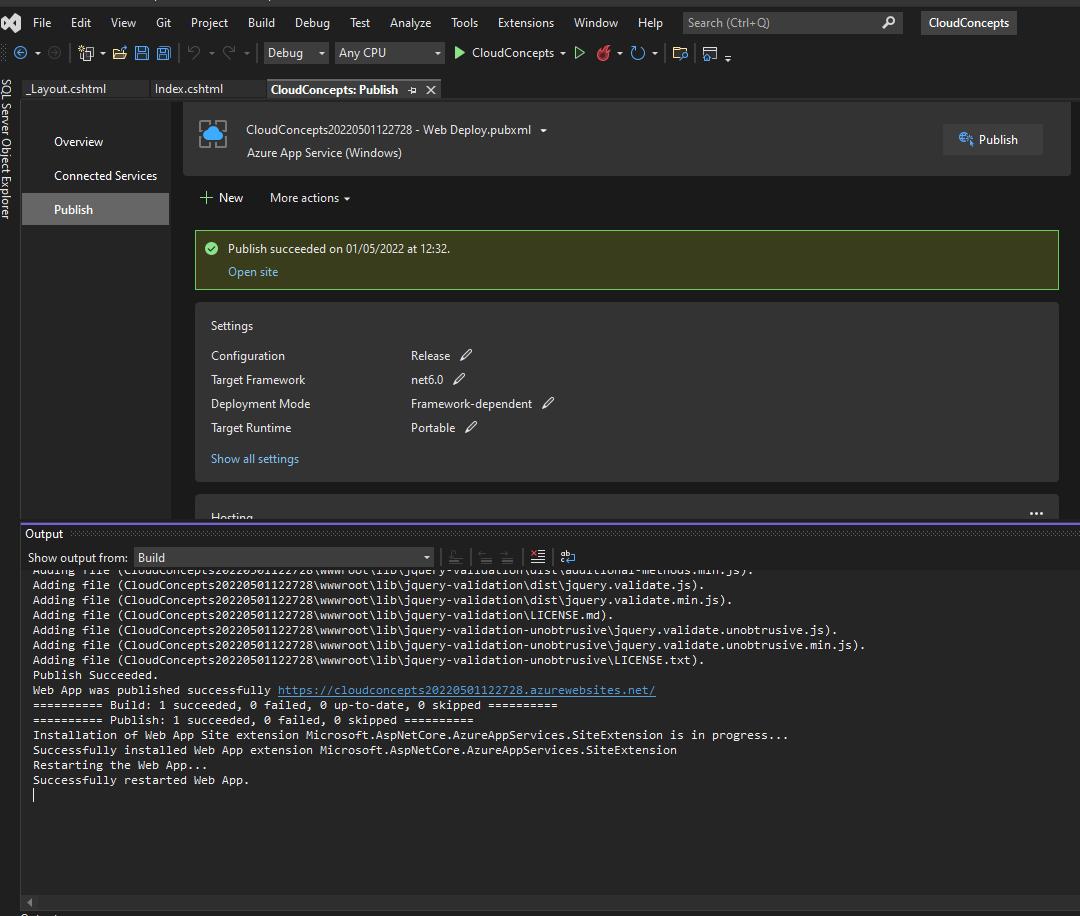 File Edit View Git Project Build Debug Test Analyze Tools Extensions Window Help Search (Ctrl+Q) CloudConcepts
Debug Any CPU CloudConcepts
SQL Server Object Explorer
_Layout.cshtml Index.cshtml CloudConcepts: Publish
Overview
Connected Services
Publish
CloudConcepts20220501122728 - Web Deploy.pubxml
Azure App Service (Windows)
Publish
New More actions
Publish succeeded on 01/05/2022 at 12:32.
Open site
Settings
Configuration Release
Target Framework net6.0
Deployment Mode Framework-dependent
Target Runtime Portable
Show all settings
Hosting
Output
Show output from: Build
Adding file (CloudConcepts20220501122728\wwwroot\lib\jquery-validation\dist\additional-methods.min.js).
Adding file (CloudConcepts20220501122728\wwwroot\lib\jquery-validation\dist\jquery.validate.js).
Adding file (CloudConcepts20220501122728\wwwroot\lib\jquery-validation\dist\jquery.validate.min.js).
Adding file (CloudConcepts20220501122728\wwwroot\lib\jquery-validation\LICENSE.md).
Adding file (CloudConcepts20220501122728\wwwroot\lib\jquery-validation-unobtrusive\jquery.validate.unobtrusive.js).
Adding file (CloudConcepts20220501122728\wwwroot\lib\jquery-validation-unobtrusive\jquery.validate.unobtrusive.min.js).
Adding file (CloudConcepts20220501122728\wwwroot\lib\jquery-validation-unobtrusive\LICENSE.txt).
Publish Succeeded.
Web App was published successfully https://cloudconcepts20220501122728.azurewebsites.net/
========== Build: 1 succeeded, 0 failed, 0 up-to-date, 0 skipped ==========
========== Publish: 1 succeeded, 0 failed, 0 skipped ==========
Installation of Web App Site extension Microsoft.AspNetCore.AzureAppServices.SiteExtension is in progress...
Successfully installed Web App extension Microsoft.AspNetCore.AzureAppServices.SiteExtension
Restarting the Web App...
Successfully restarted Web App.